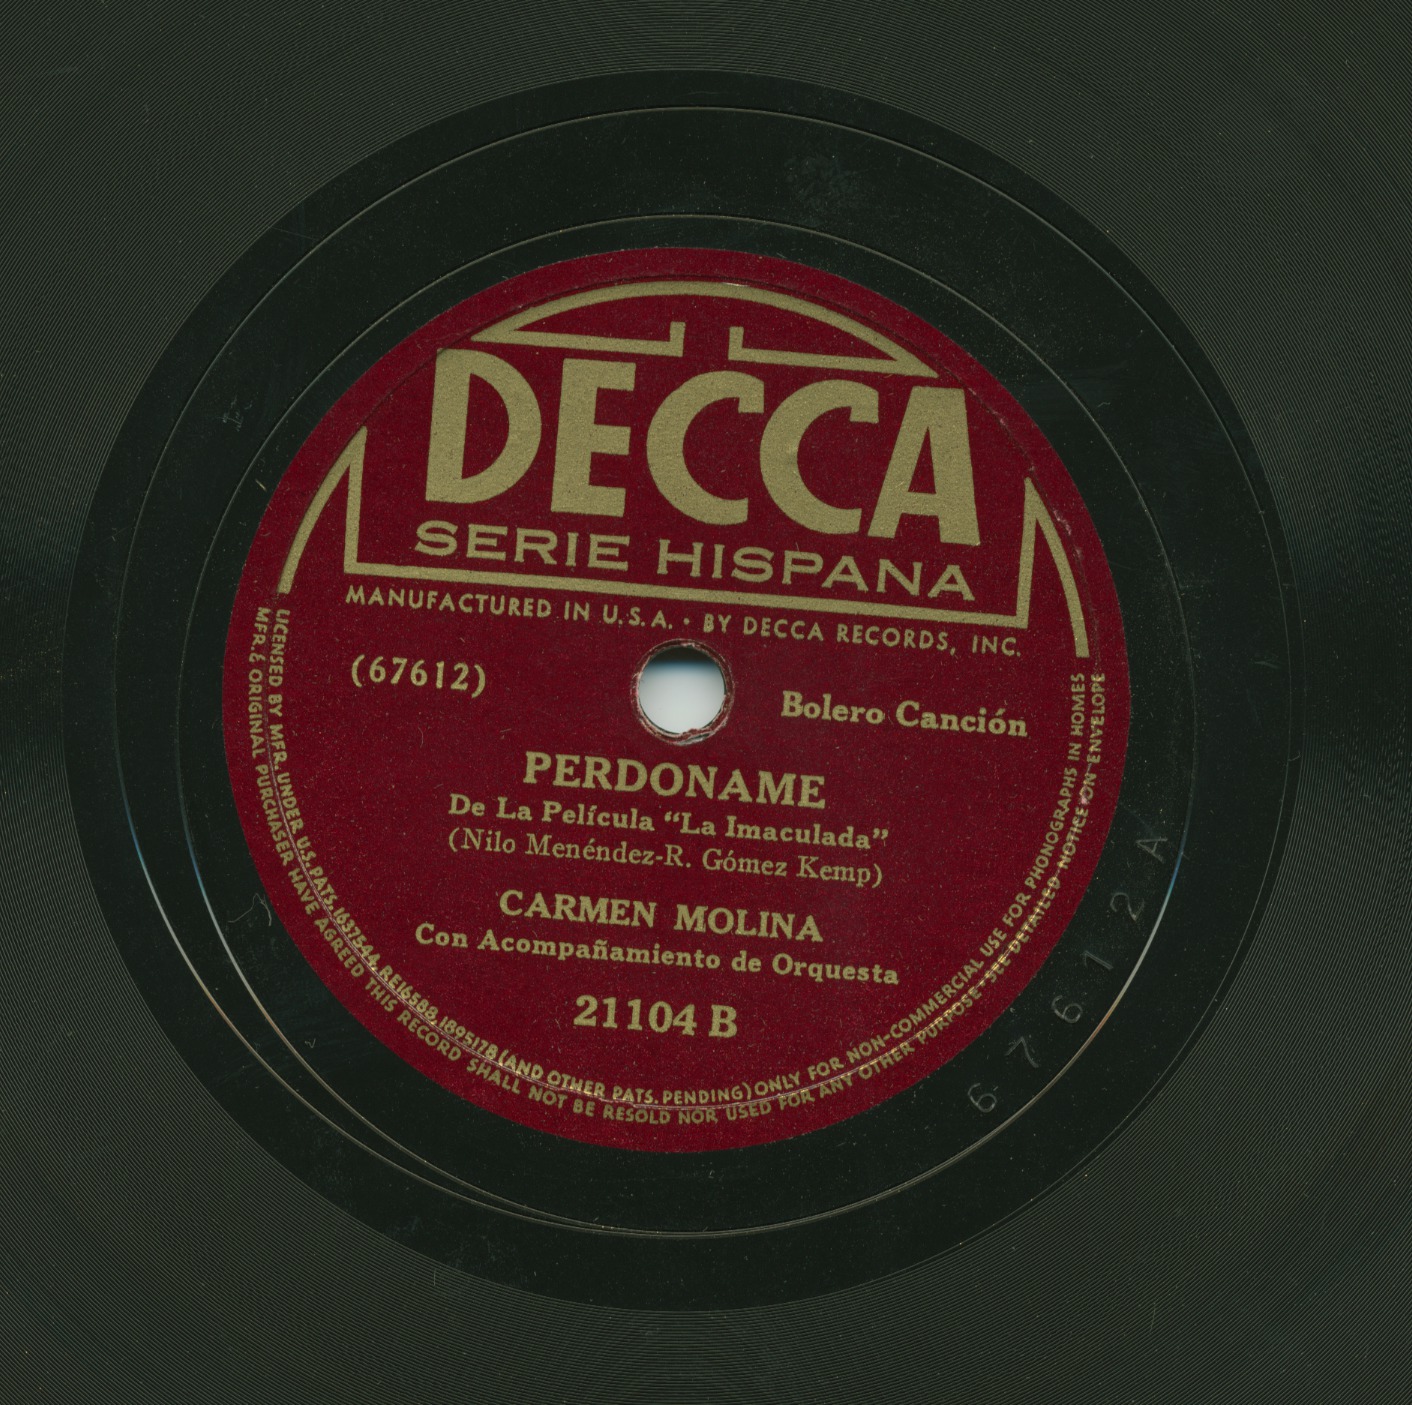 DECCA
SERIE HISPANA
MANUFACTURED IN U.S.A. • BY DECCA RECORDS, INC.
(67612)
Bolero Canción
PERDONAME
De La Película “La Imaculada”
(Nilo Menéndez-R. Gómez Kemp)
CARMEN MOLINA
Con Acompañamiento de Orquesta
21104 B
LICENSED BY MFR. UNDER U.S. PATS. 1637544, RE16588, 1895178 (AND OTHER PATS. PENDING) ONLY FOR NON-COMMERCIAL USE FOR PHONOGRAPHS IN HOMES
MFR. & ORIGINAL PURCHASER HAVE AGREED THIS RECORD SHALL NOT BE RESOLD NOR USED FOR ANY OTHER PURPOSE • SEE DETAILED NOTICE ON ENVELOPE
67612A